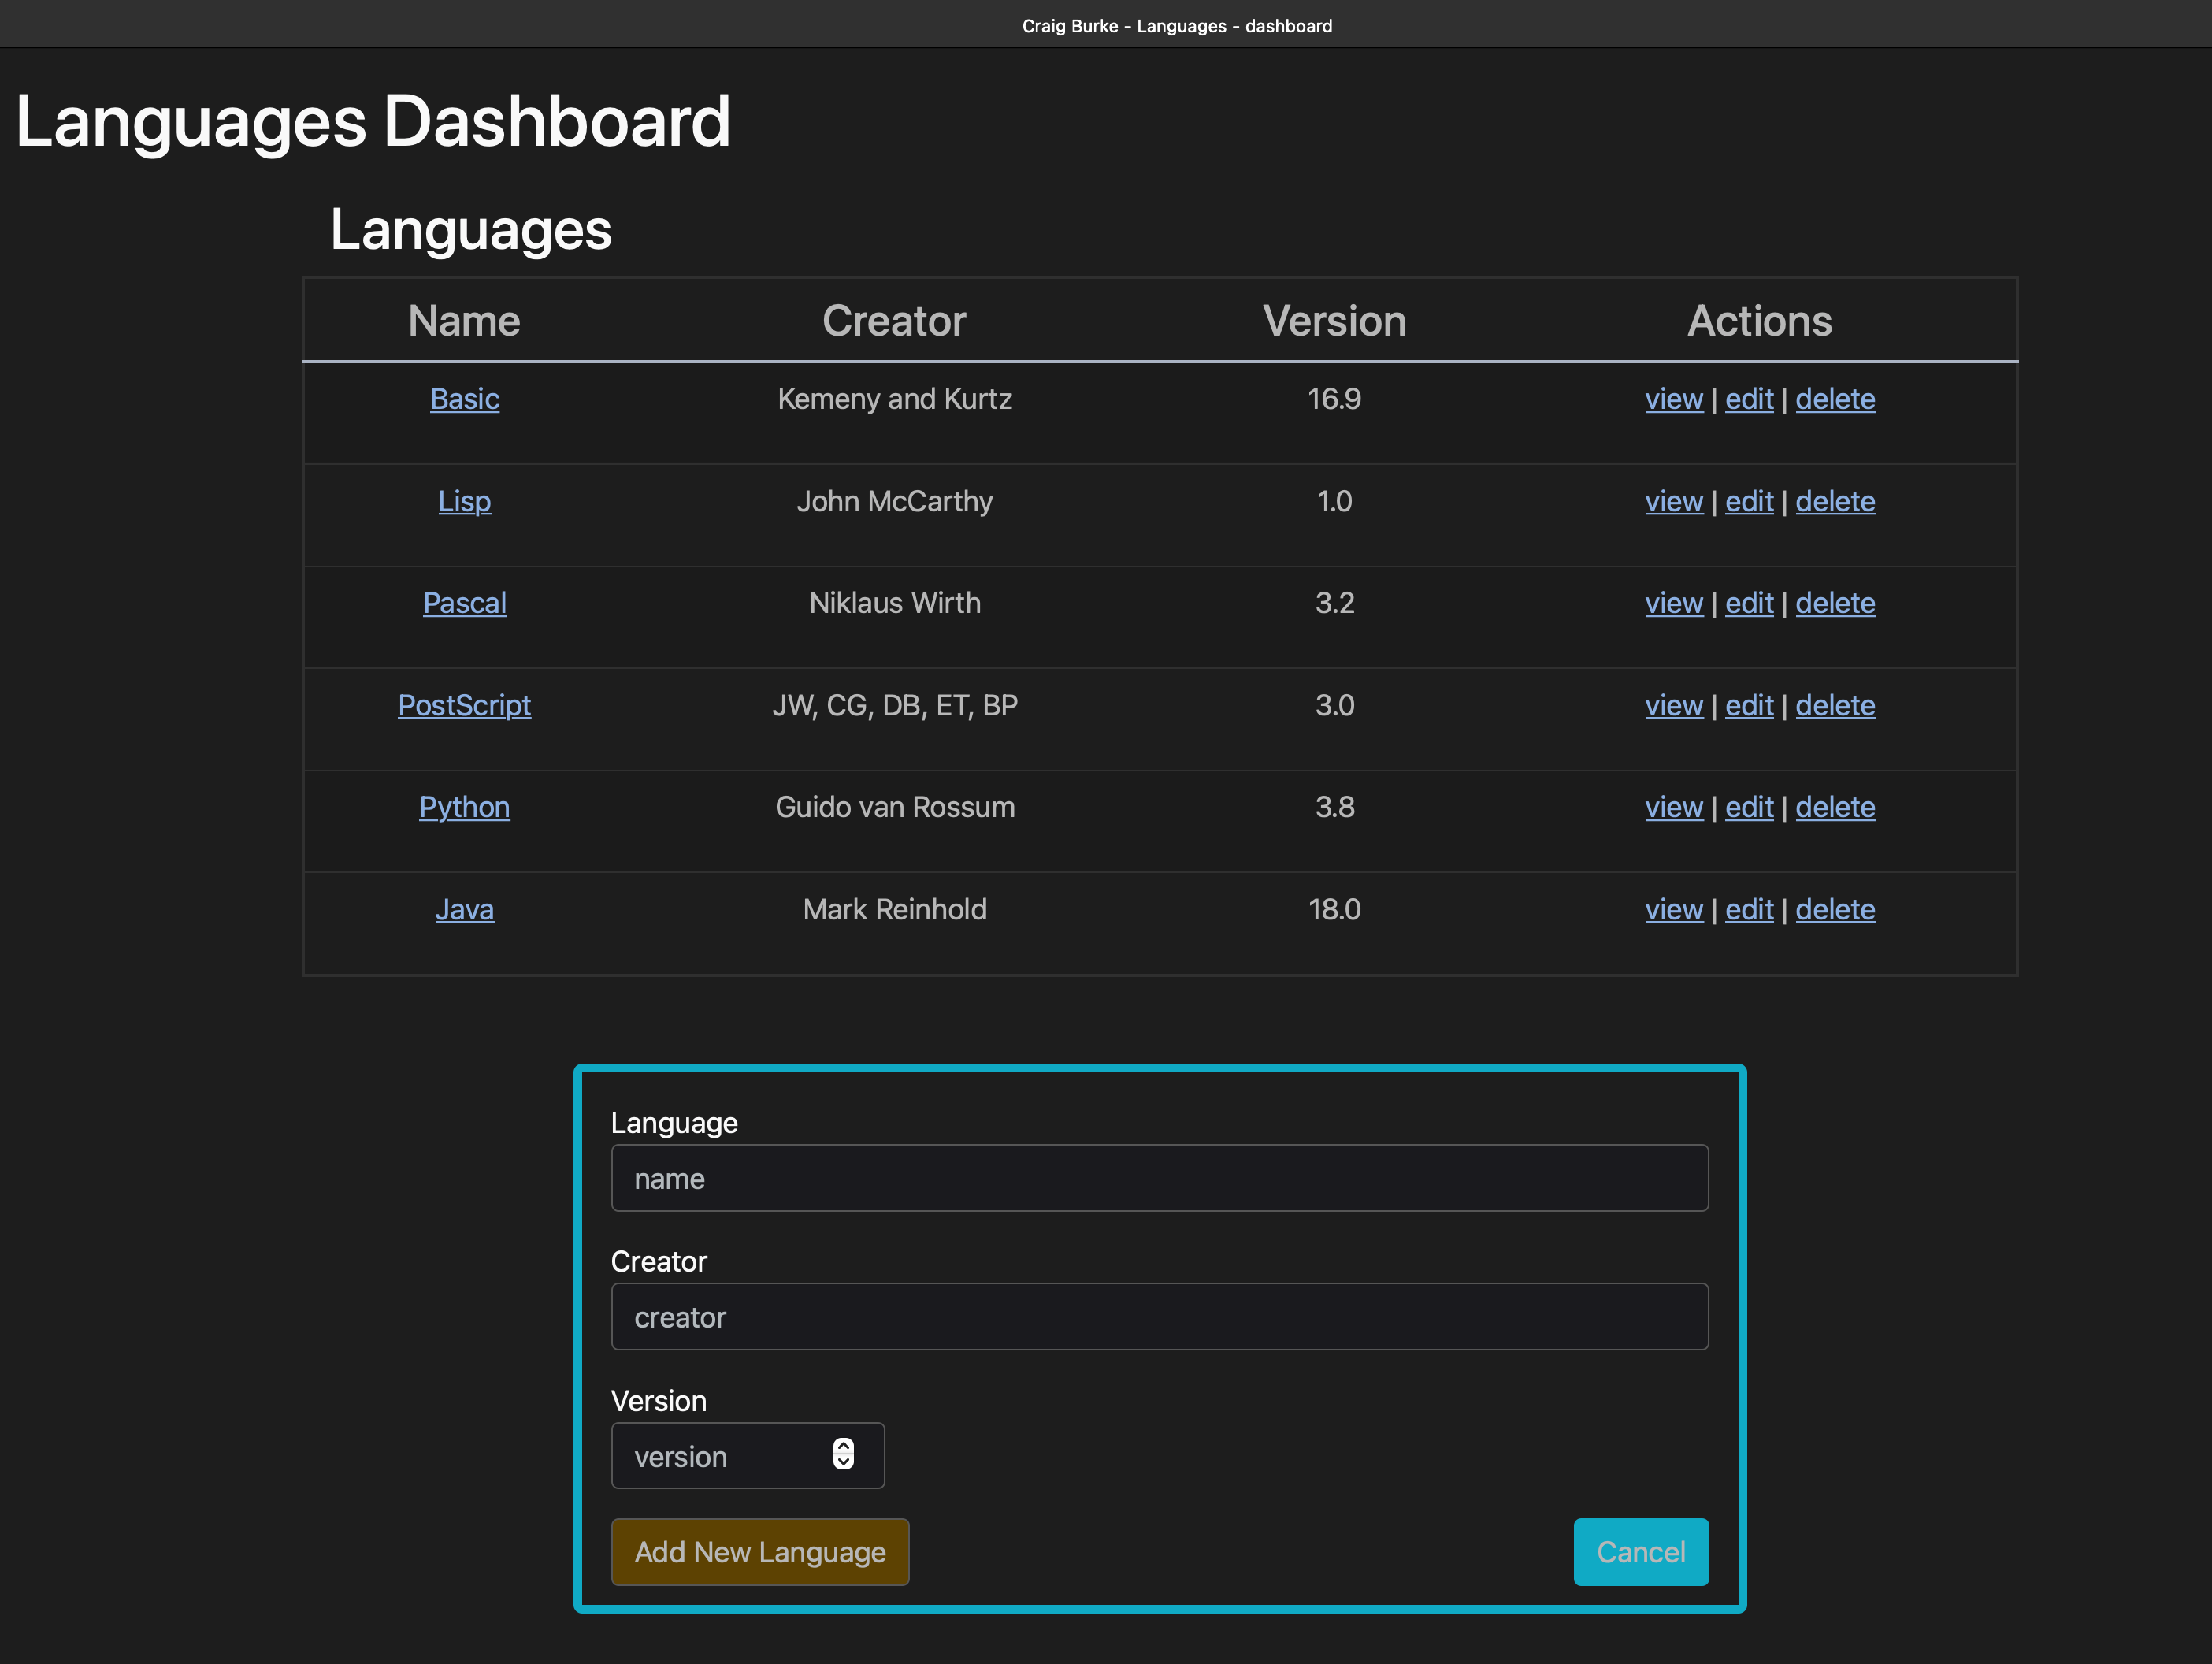 Craig Burke - Languages - dashboard
Languages Dashboard
Languages
Name Creator Version Actions
Basic Kemeny and Kurtz 16.9 view | edit | delete
Lisp John McCarthy 1.0 view | edit | delete
Pascal Niklaus Wirth 3.2 view | edit | delete
PostScript JW, CG, DB, ET, BP 3.0 view | edit | delete
Python Guido van Rossum 3.8 view | edit | delete
Java Mark Reinhold 18.0 view | edit | delete
Language
name
Creator
creator
Version
version
Add New Language Cancel